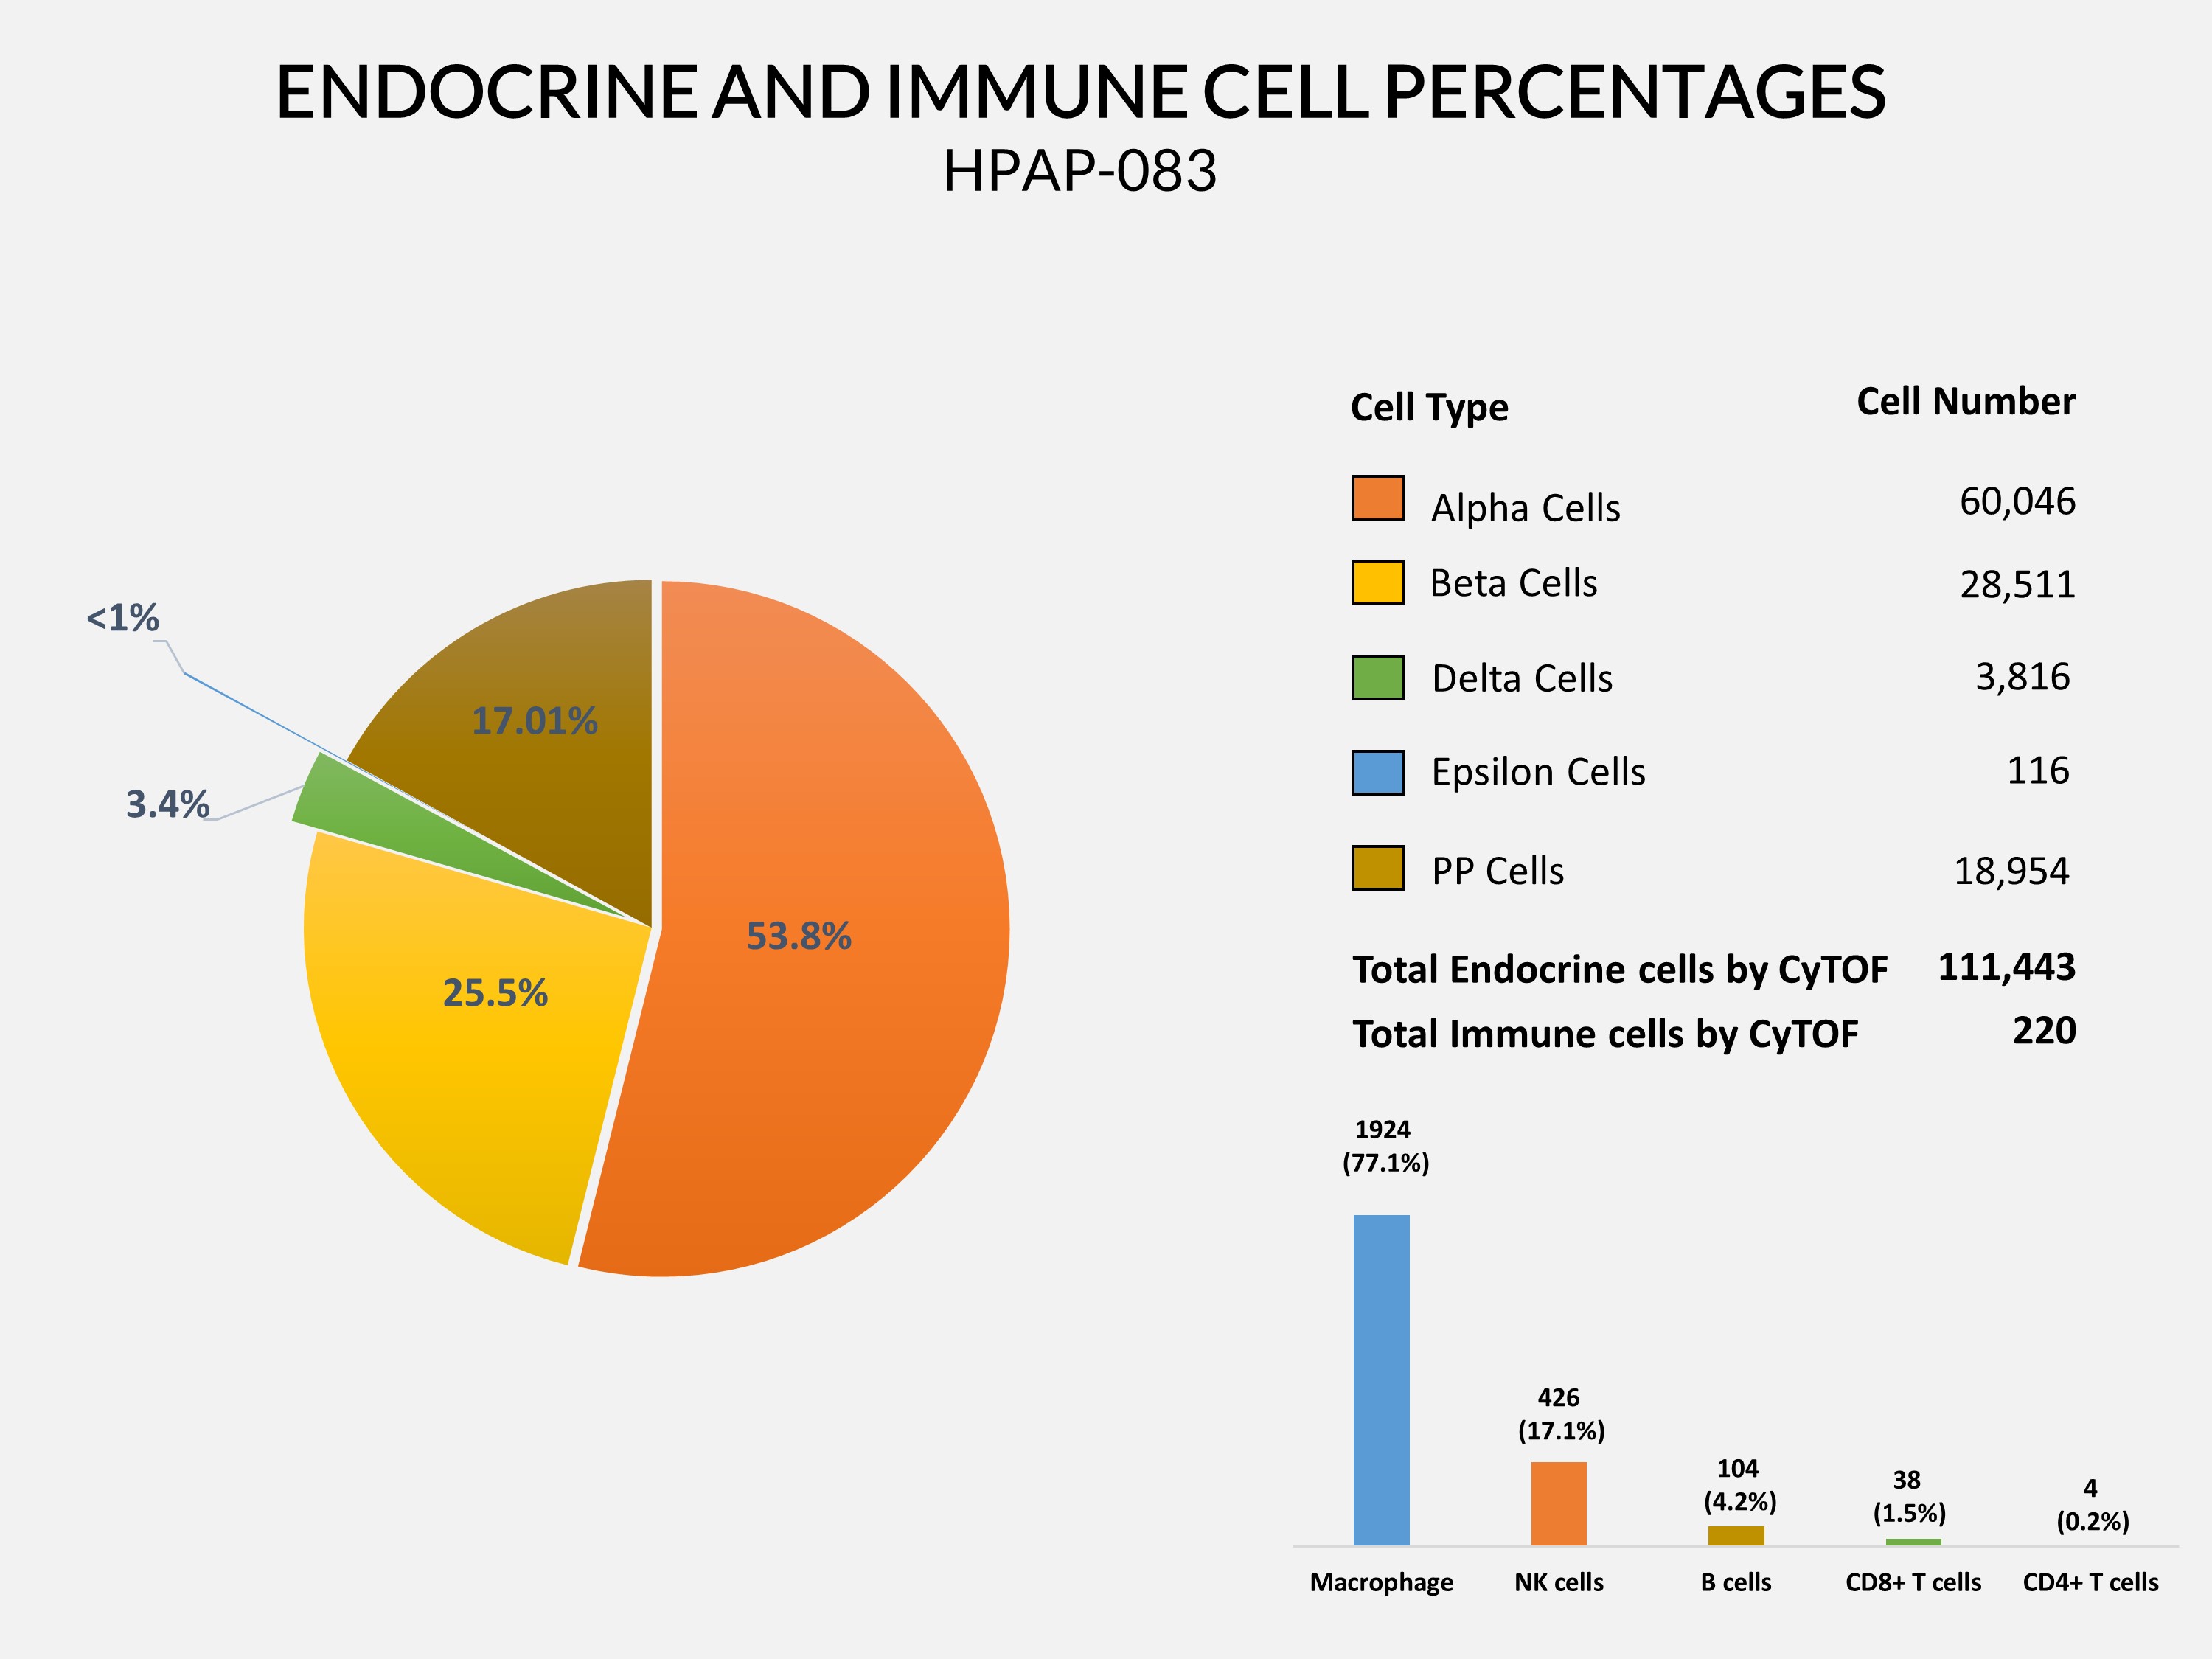 ENDOCRINE AND IMMUNE CELL PERCENTAGES
HPAP-083
<1%
17.01%
3.4%
53.8%
25.5%
Cell Type Cell Number
Alpha Cells 60,046
Beta Cells 28,511
Delta Cells 3,816
Epsilon Cells 116
PP Cells 18,954
Total Endocrine cells by CyTOF 111,443
Total Immune cells by CyTOF 220
1924
(77.1%)
426
(17.1%)
104
(4.2%)
38
(1.5%)
4
(0.2%)
Macrophage NK cells B cells CD8+ T cells CD4+ T cells